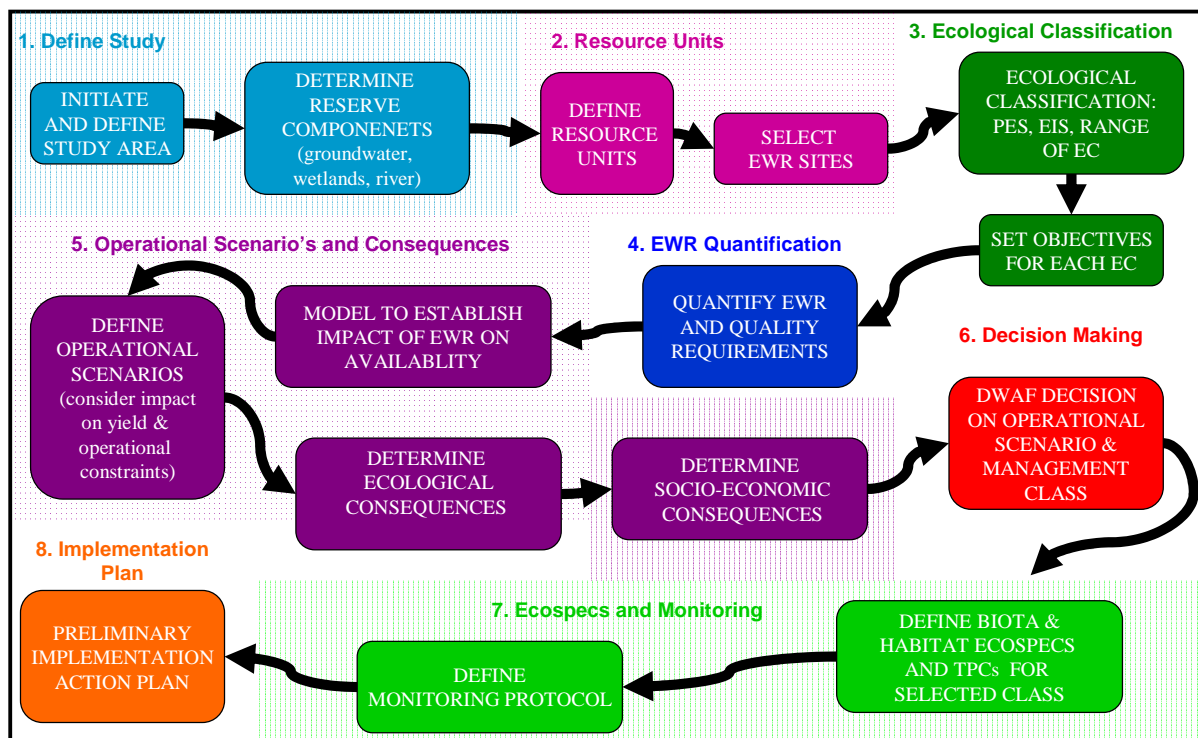 1. Define Study
INITIATE
AND DEFINE
STUDY AREA
DETERMINE
RESERVE
COMPONENETS
(groundwater,
wetlands, river)
2. Resource Units
DEFINE
RESOURCE
UNITS
SELECT
EWR SITES
3. Ecological Classification
ECOLOGICAL
CLASSIFICATION:
PES, EIS, RANGE
OF EC
SET OBJECTIVES
FOR EACH EC
4. EWR Quantification
QUANTIFY EWR
AND QUALITY
REQUIREMENTS
5. Operational Scenario's and Consequences
MODEL TO ESTABLISH
IMPACT OF EWR ON
AVAILABLITY
DEFINE
OPERATIONAL
SCENARIOS
(consider impact
on yield &
operational
constraints)
DETERMINE
ECOLOGICAL
CONSEQUENCES
DETERMINE
SOCIO-ECONOMIC
CONSEQUENCES
6. Decision Making
DWAF DECISION
ON OPERATIONAL
SCENARIO &
MANAGEMENT
CLASS
7. Ecospecs and Monitoring
DEFINE BIOTA &
HABITAT ECOSPECS
AND TPCs FOR
SELECTED CLASS
DEFINE
MONITORING PROTOCOL
8. Implementation
Plan
PRELIMINARY
IMPLEMENTATION
ACTION PLAN